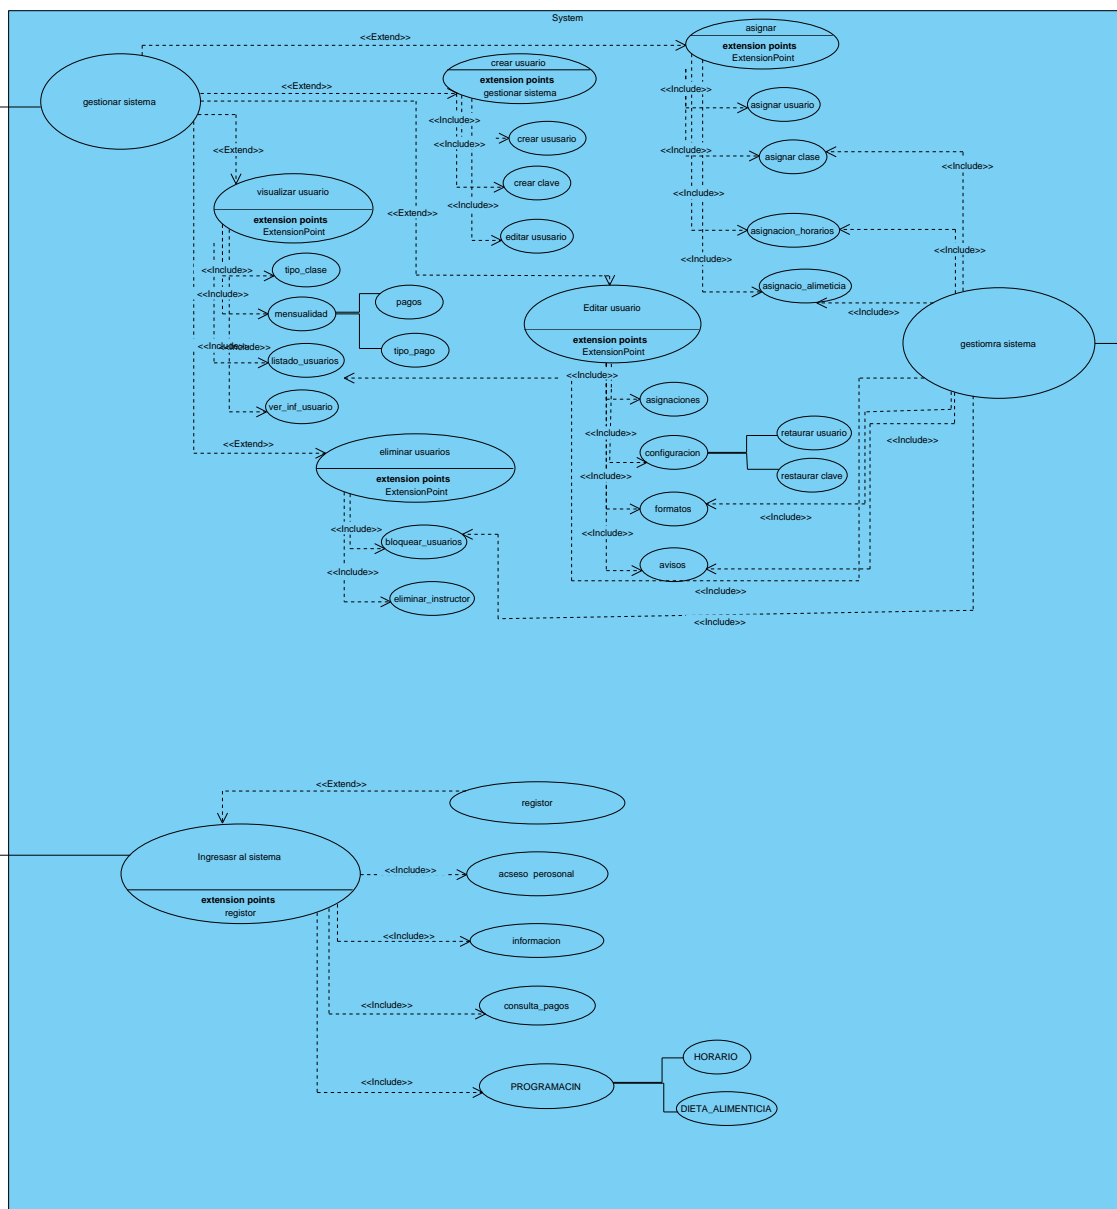 System
asignar
<<Extend>>
extension points
ExtensionPoint
crear usuario
extension points
gestionar sistema
<<Extend>>
<<Include>>
gestionar sistema
asignar usuario
<<Include>>
<<Include>>
crear ususario
<<Include>>
<<Extend>>
asignar clase
<<Include>>
crear clave
visualizar usuario
<<Include>>
<<Include>>
<<Extend>>
extension points
ExtensionPoint
editar ususario
asignacion_horarios
<<Include>>
<<Include>>
<<Include>>
tipo_clase
<<Include>>
asignacio_alimeticia
<<Include>>
pagos
mensualidad
Editar usuario
<<Include>>
extension points
ExtensionPoint
gestiomra sistema
<<Include>>
<<Include>>
tipo_pago
listado_usuarios
<<Include>>
asignaciones
ver_inf_usuario
<<Include>>
retaurar usuario
<<Include>>
<<Extend>>
eliminar usuarios
configuracion
extension points
ExtensionPoint
<<Include>>
restaurar clave
formatos
<<Include>>
<<Include>>
bloquear_usuarios
<<Include>>
avisos
<<Include>>
<<Include>>
eliminar_instructor
<<Include>>
<<Extend>>
registor
Ingresasr al sistema
<<Include>>
acseso perosonal
extension points
registor
<<Include>>
informacion
<<Include>>
consulta_pagos
HORARIO
<<Include>>
PROGRAMACIN
DIETA_ALIMENTICIA